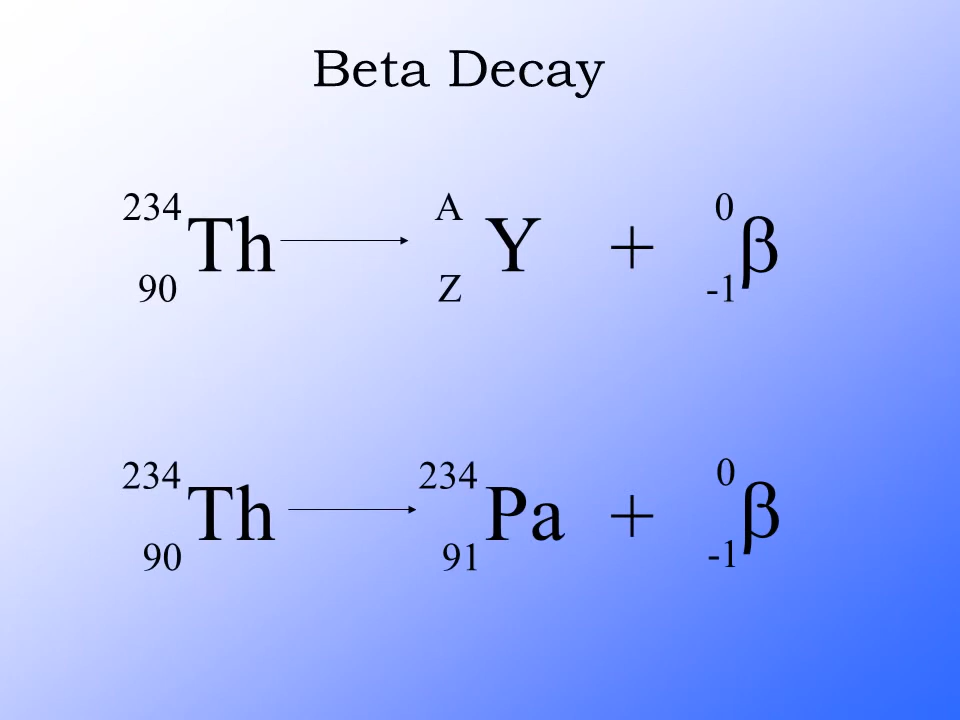 Beta Decay
234 Th 90 → A Y Z + 0 β -1
234 Th 90 → 234 Pa 91 + 0 β -1